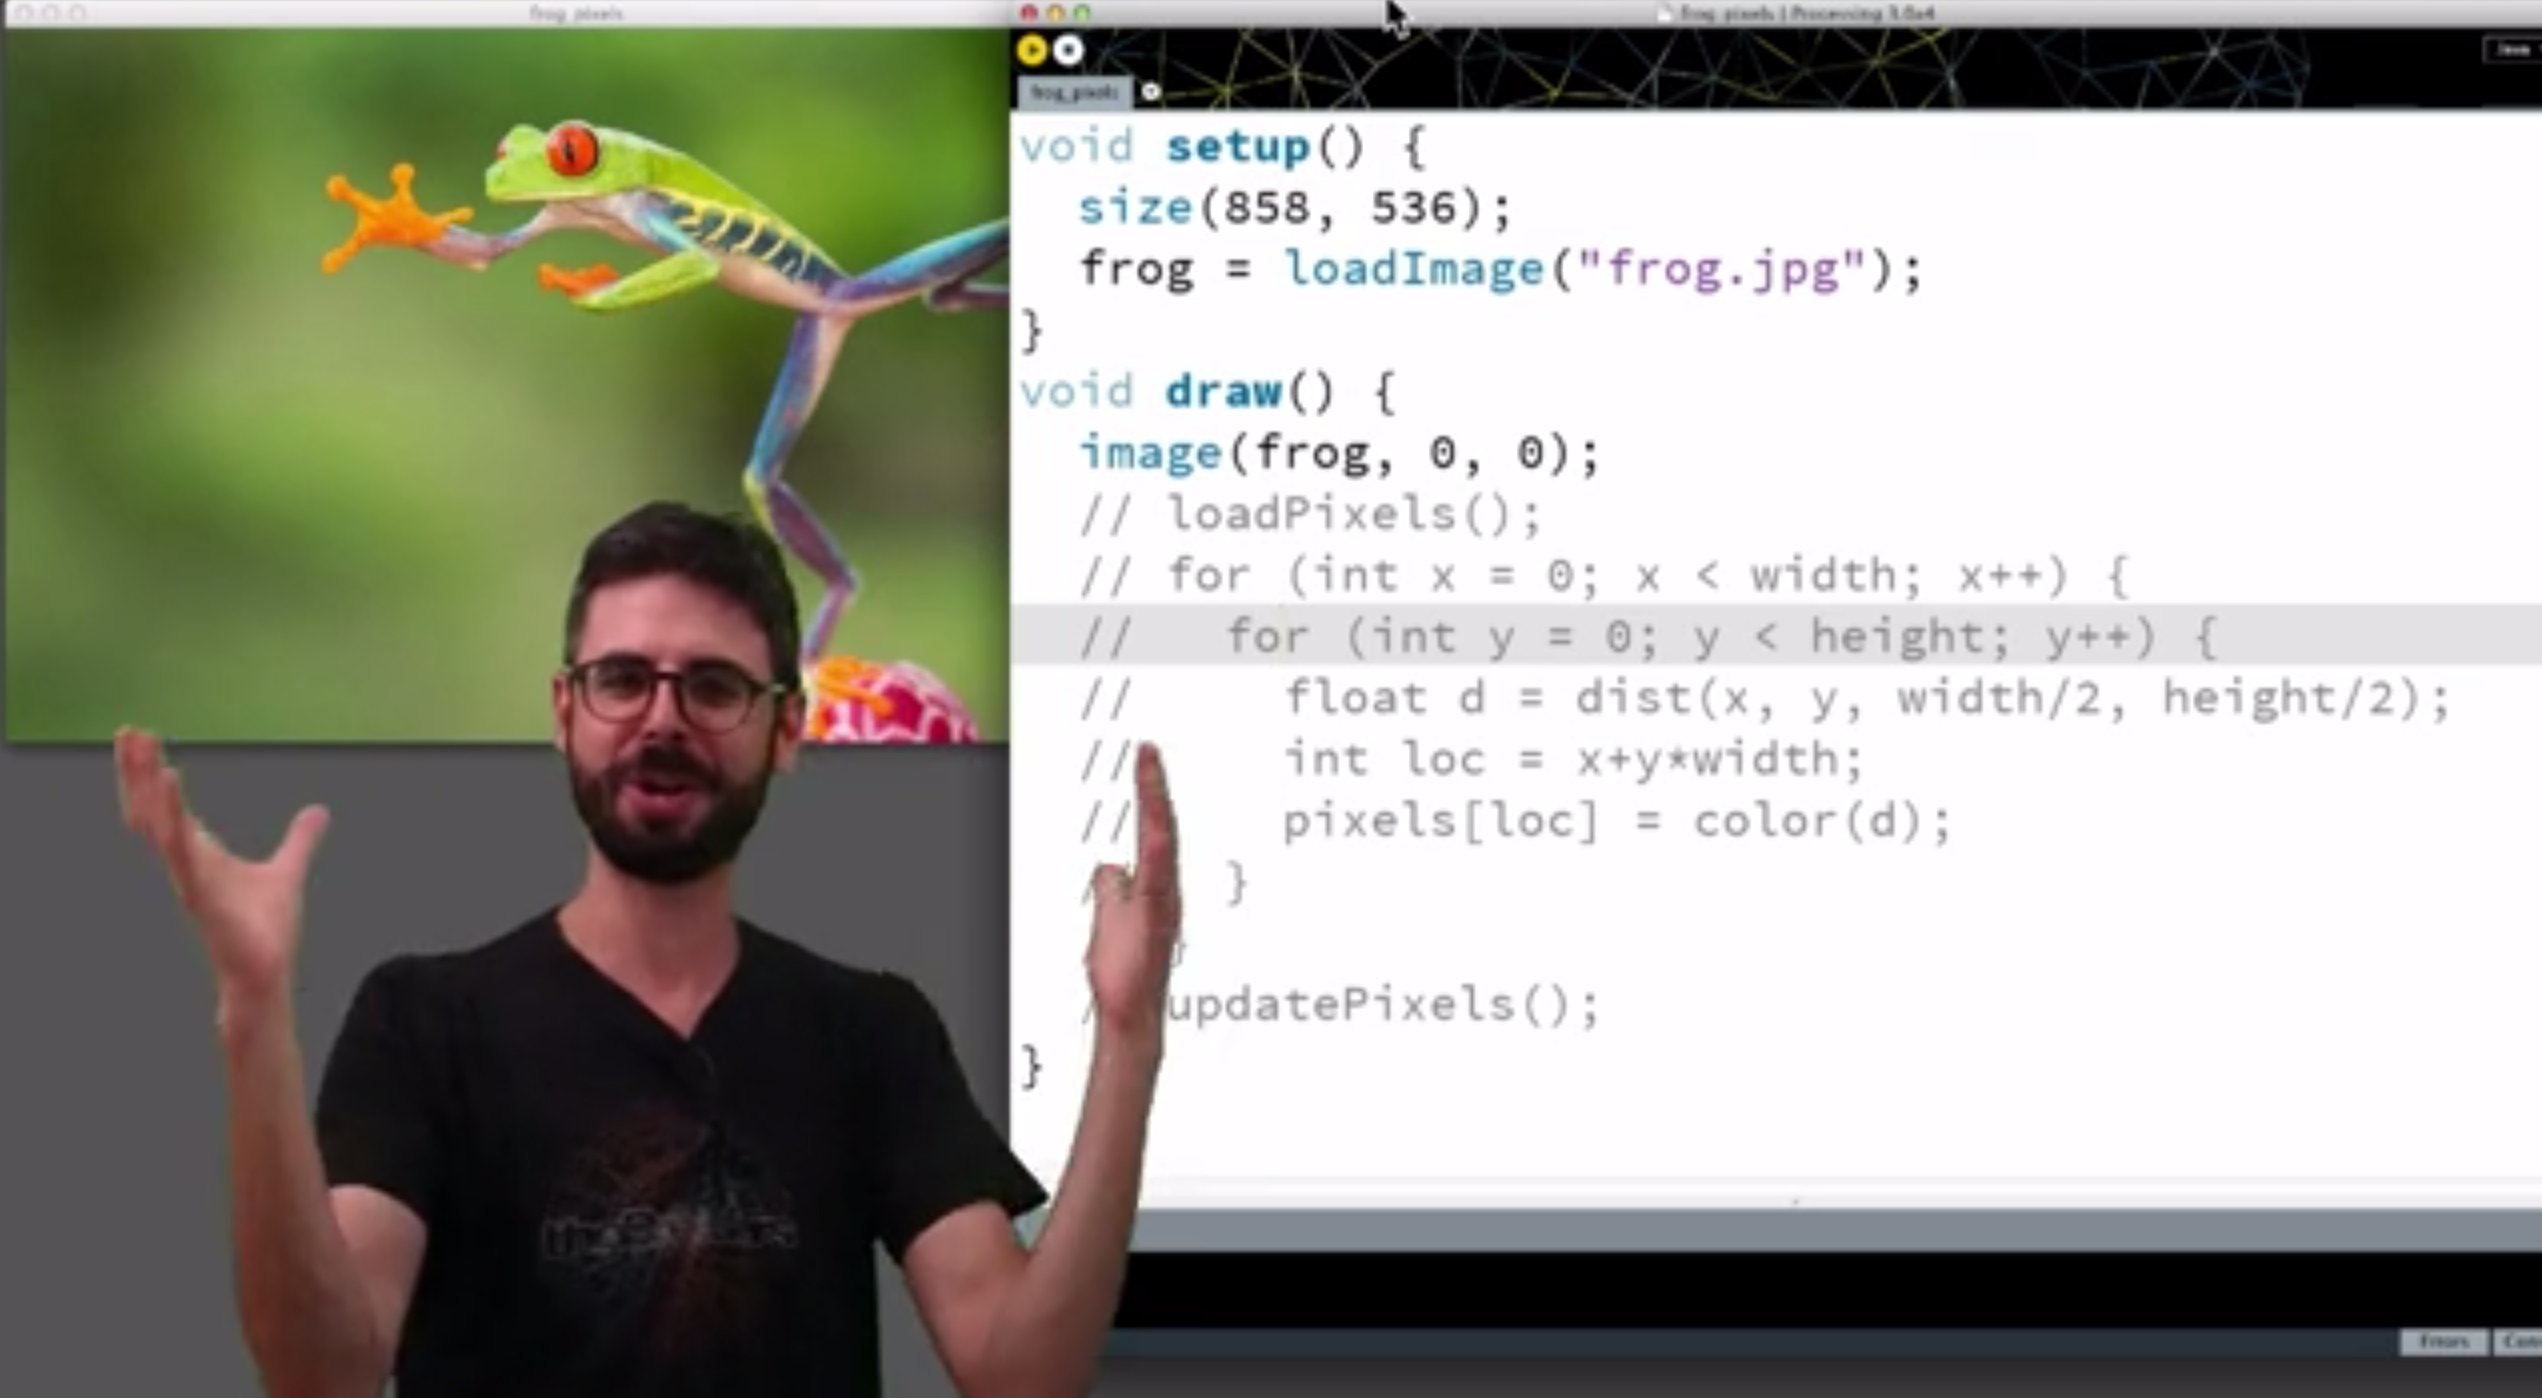 frog_pixels
frog_pixels | Processing 3.0a4
Java
frog_pixels
void setup() {
size(858, 536);
frog = loadImage("frog.jpg");
}
void draw() {
image(frog, 0, 0);
// loadPixels();
// for (int x = 0; x < width; x++) {
// for (int y = 0; y < height; y++) {
// float d = dist(x, y, width/2, height/2);
// int loc = x+y*width;
// pixels[loc] = color(d);
}
}
updatePixels();
}
Errors